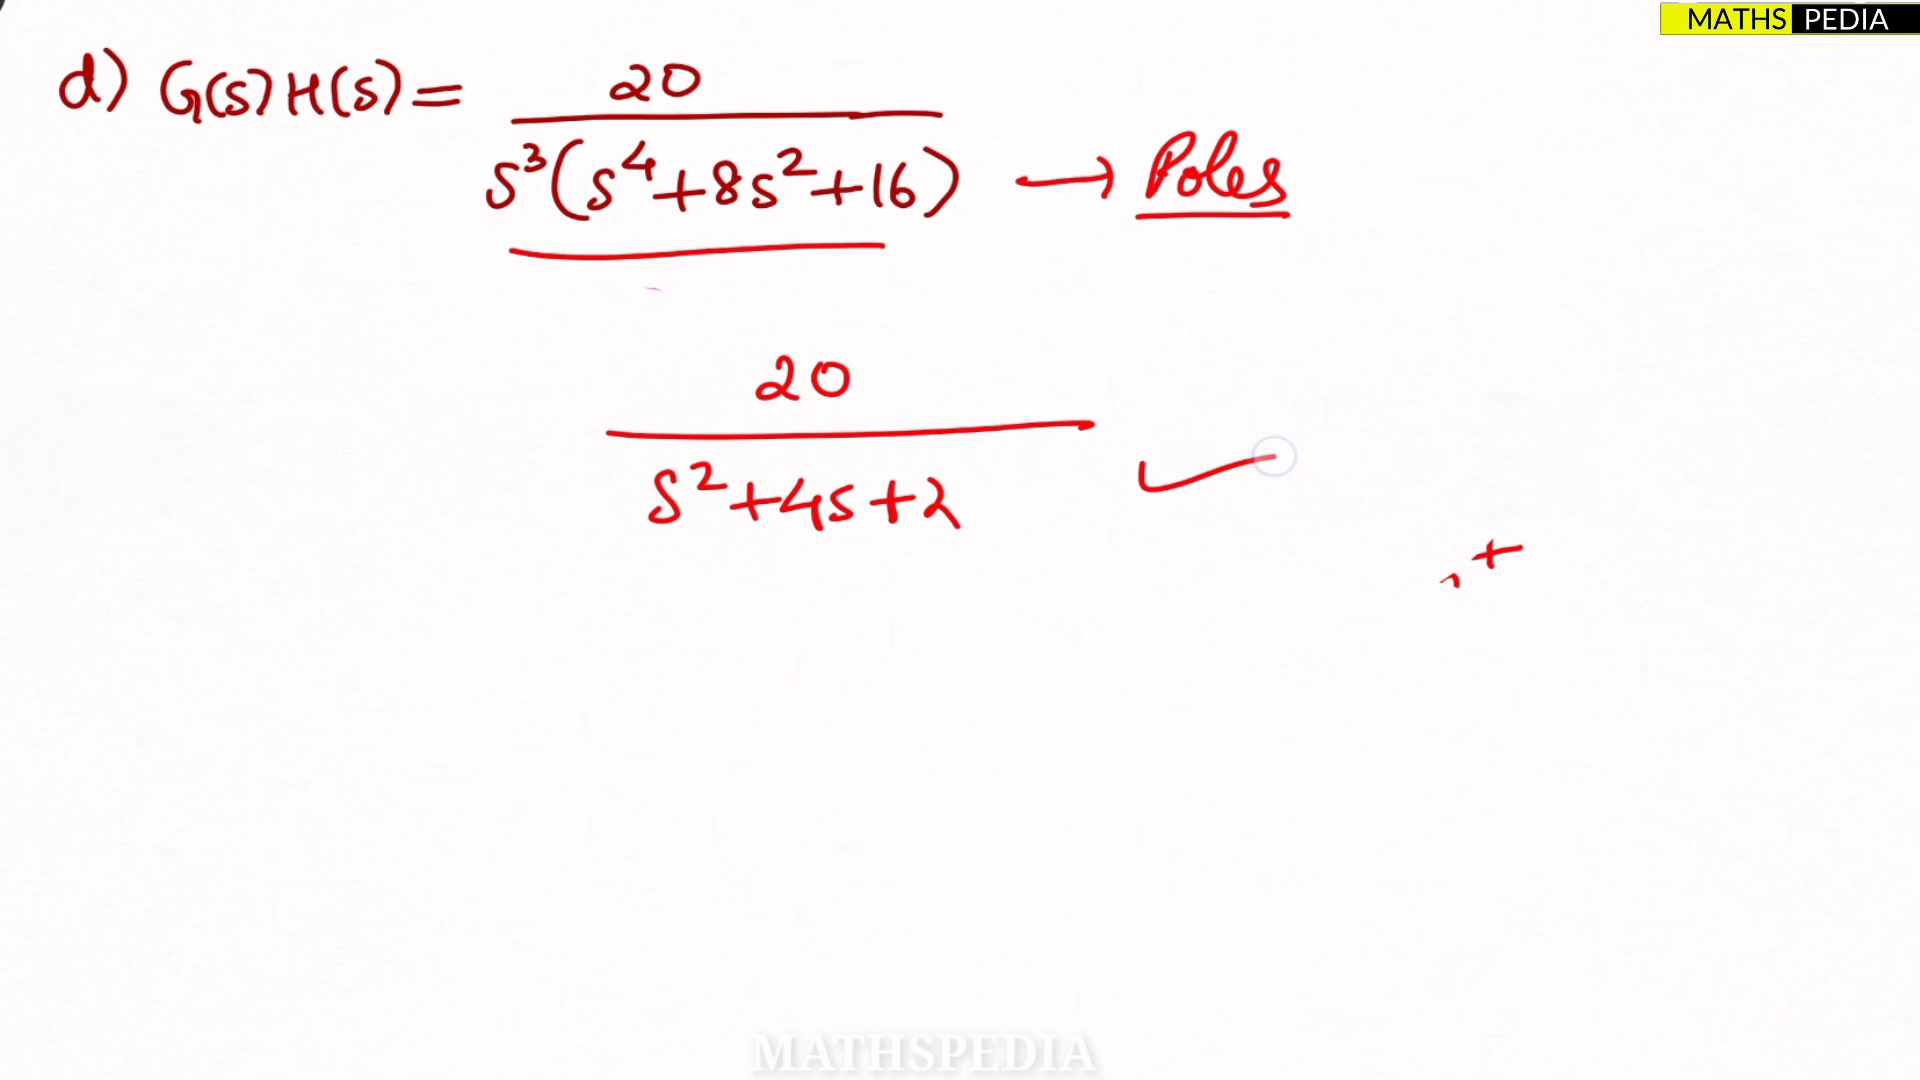 MATHS PEDIA
d) G(s)H(s)= 20
s³(s⁴+8s²+16) → Poles
20
s²+4s+2
+
MATHSPEDIA